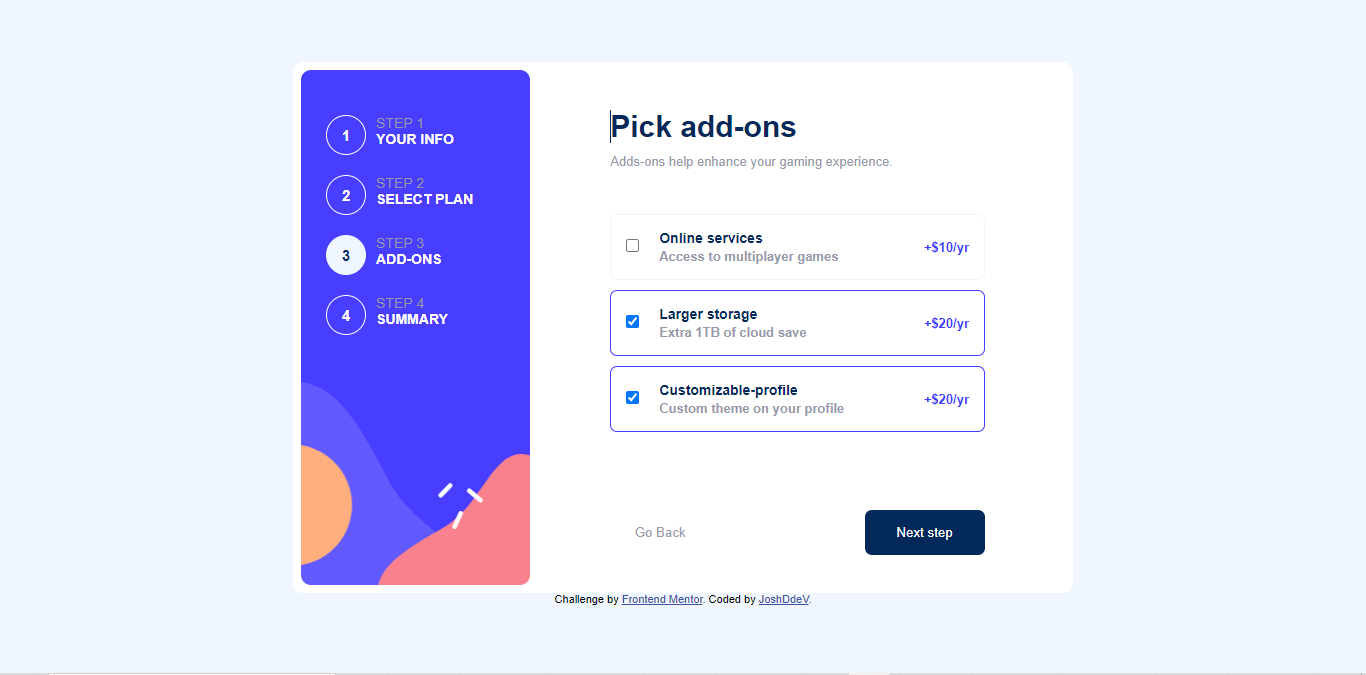 1
STEP 1
YOUR INFO
2
STEP 2
SELECT PLAN
3
STEP 3
ADD-ONS
4
STEP 4
SUMMARY
Pick add-ons
Adds-ons help enhance your gaming experience.
Online services
Access to multiplayer games
+$10/yr
Larger storage
Extra 1TB of cloud save
+$20/yr
Customizable-profile
Custom theme on your profile
+$20/yr
Go Back
Next step
Challenge by Frontend Mentor. Coded by JoshDdeV.